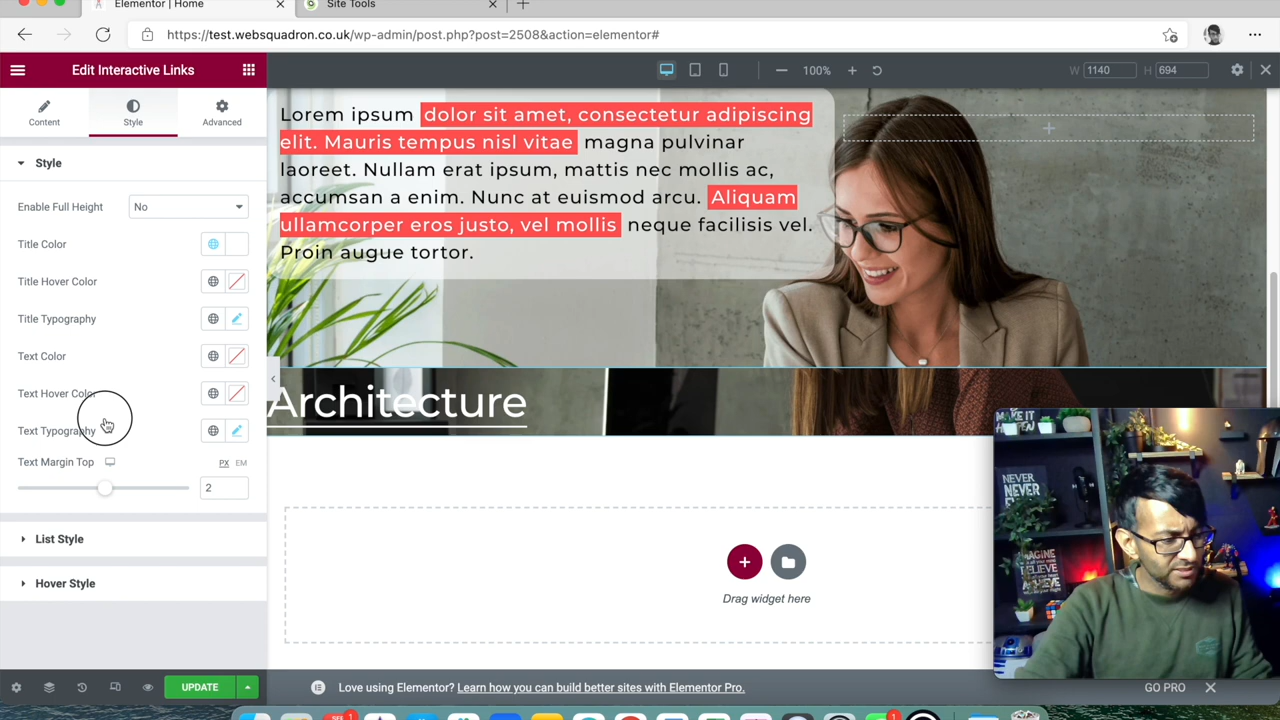 Elementor | Home
Site Tools
https://test.websquadron.co.uk/wp-admin/post.php?post=2508&action=elementor#
Edit Interactive Links
100%
W 1140 H 694
Content
Style
Advanced
Style
Enable Full Height
No
Title Color
Title Hover Color
Title Typography
Text Color
Text Hover Color
Text Typography
Text Margin Top
PX EM
2
List Style
Hover Style
UPDATE
Lorem ipsum dolor sit amet, consectetur adipiscing
elit. Mauris tempus nisl vitae magna pulvinar
laoreet. Nullam erat ipsum, mattis nec mollis ac,
accumsan a enim. Nunc at euismod arcu. Aliquam
ullamcorper eros justo, vel mollis neque facilisis vel.
Proin augue tortor.
Architecture
Drag widget here
MAKE IT
HAPPEN
NEVER
NEVER
Love using Elementor? Learn how you can build better sites with Elementor Pro.
GO PRO